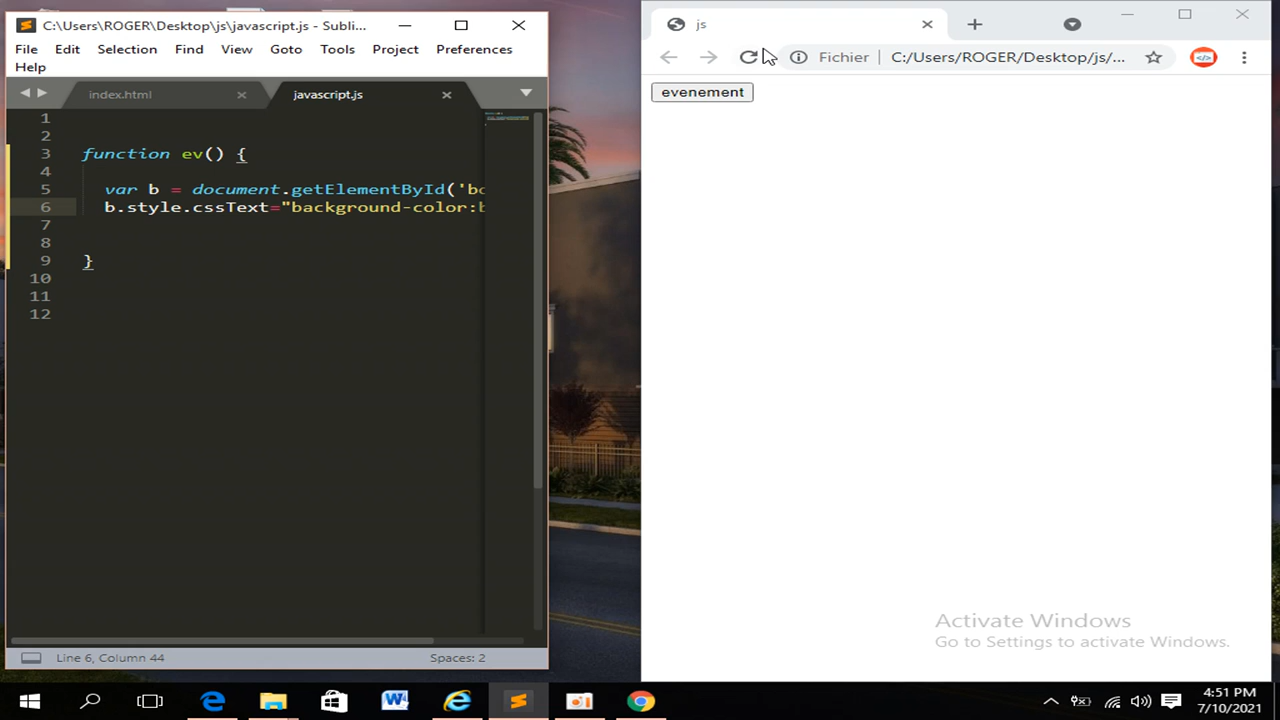 C:\Users\ROGER\Desktop\js\javascript.js - Subli...
File Edit Selection Find View Goto Tools Project Preferences
Help
index.html javascript.js
1
2
3 function ev() {
4
5 var b = document.getElementById('bo
6 b.style.cssText="background-color:b
7
8
9 }
10
11
12
Line 6, Column 44 Spaces: 2
js
Fichier C:/Users/ROGER/Desktop/js/...
evenement
Activate Windows
Go to Settings to activate Windows.
4:51 PM
7/10/2021